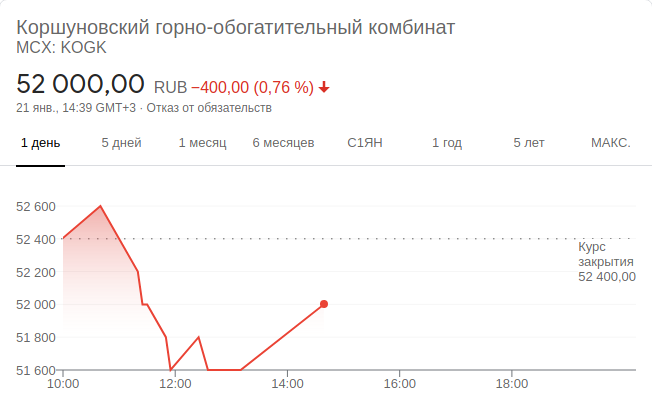 Коршуновский горно-обогатительный комбинат
MCX: KOGK
52 000,00 RUB −400,00 (0,76 %) ↓
21 янв., 14:39 GMT+3 · Отказ от обязательств
1 день 5 дней 1 месяц 6 месяцев С1ЯН 1 год 5 лет МАКС.
52 600
52 400
Курс
закрытия
52 400,00
52 200
52 000
51 800
51 600
10:00 12:00 14:00 16:00 18:00